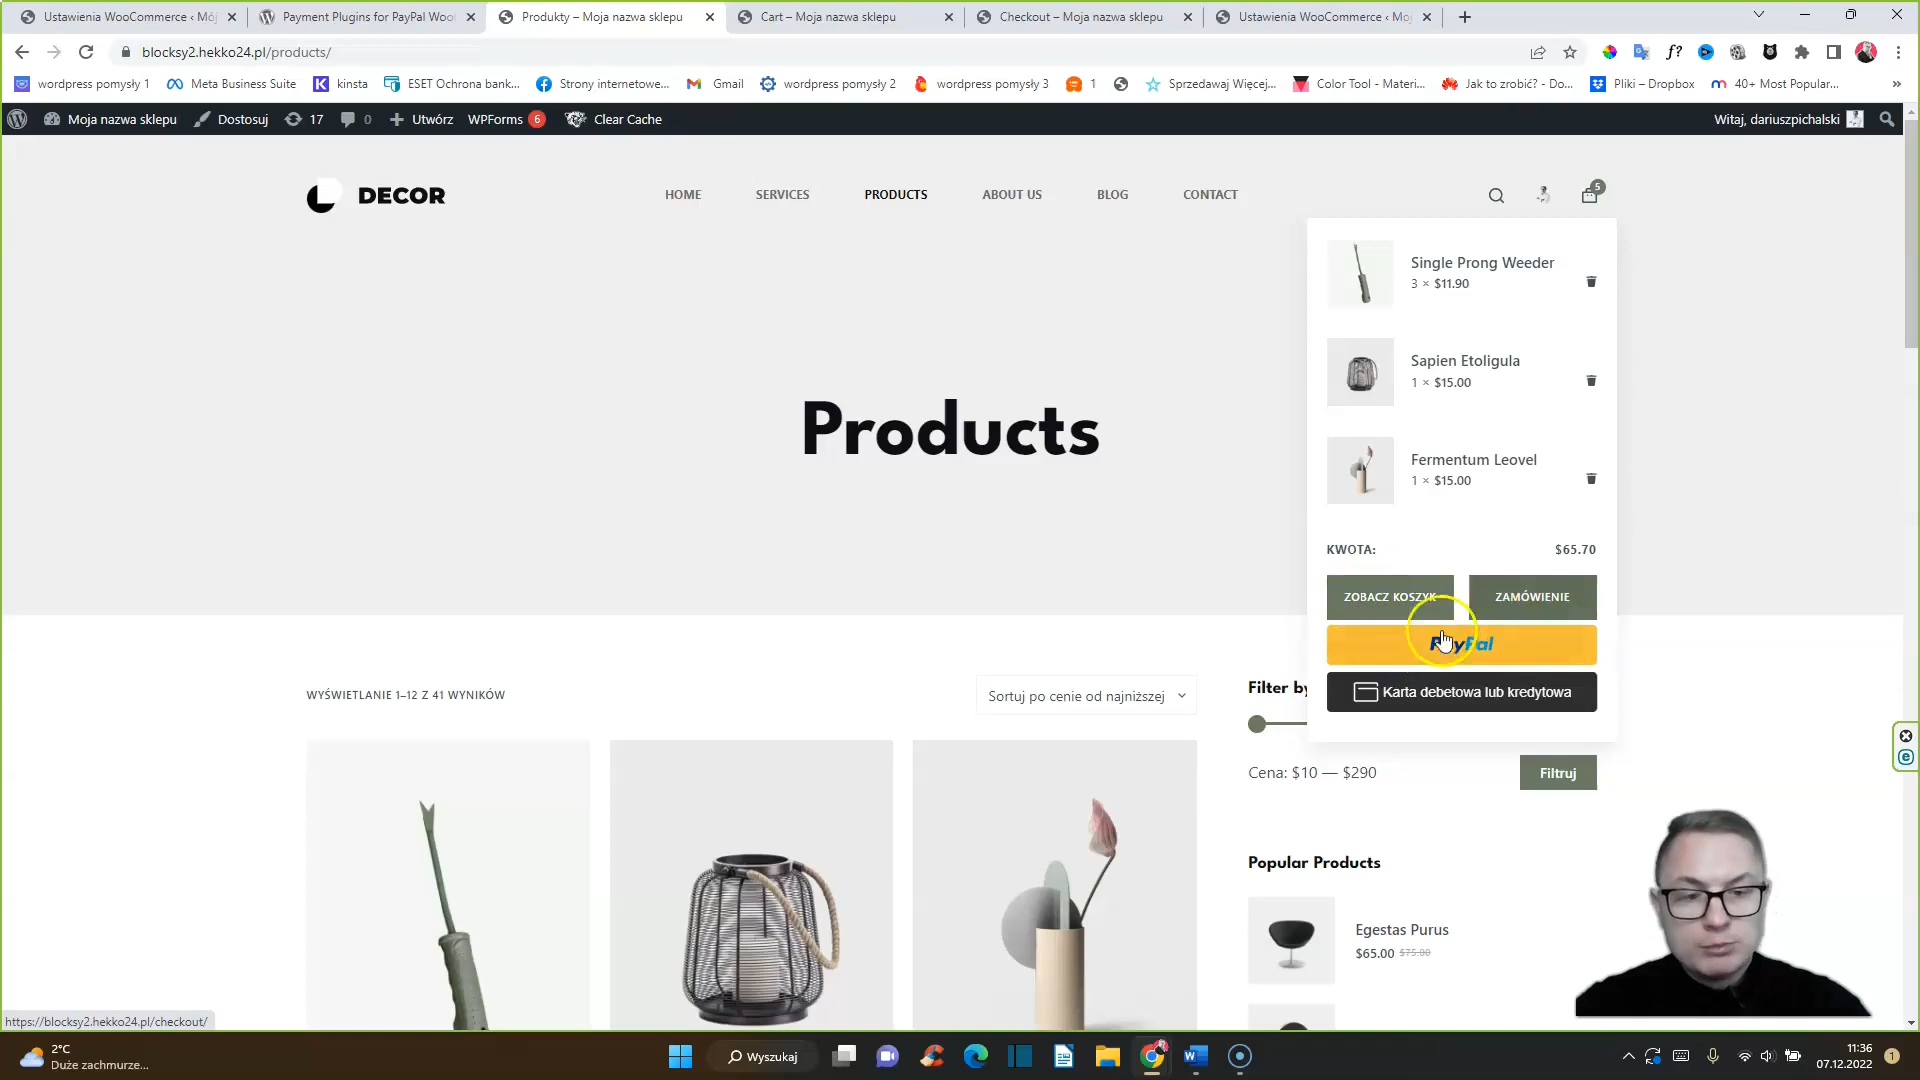 Ustawienia WooCommerce ‹ Mój
Payment Plugins for PayPal Woo
Produkty – Moja nazwa sklepu
Cart – Moja nazwa sklepu
Checkout – Moja nazwa sklepu
Ustawienia WooCommerce ‹ Moj
blocksy2.hekko24.pl/products/
f?
wordpress pomysły 1
Meta Business Suite
kinsta
ESET Ochrona bank...
Strony internetowe...
Gmail
wordpress pomysły 2
wordpress pomysły 3
1
Sprzedawaj Więcej,...
Color Tool - Materi...
Jak to zrobić? - Do...
Pliki – Dropbox
40+ Most Popular...
»
Moja nazwa sklepu
Dostosuj
17
0
Utwórz
WPForms 6
Clear Cache
Witaj, dariuszpichalski
DECOR
HOME
SERVICES
PRODUCTS
ABOUT US
BLOG
CONTACT
5
Single Prong Weeder
3 × $11.90
Sapien Etoligula
1 × $15.00
Fermentum Leovel
1 × $15.00
KWOTA:
$65.70
ZOBACZ KOSZYK
ZAMÓWIENIE
PayPal
Karta debetowa lub kredytowa
Products
WYŚWIETLANIE 1–12 Z 41 WYNIKÓW
Sortuj po cenie od najniższej
Filter by
Cena: $10 — $290
Filtruj
Popular Products
Egestas Purus
$65.00 $75.00
https://blocksy2.hekko24.pl/checkout/
2°C
Duże zachmurze...
Wyszukaj
11:36
07.12.2022
1